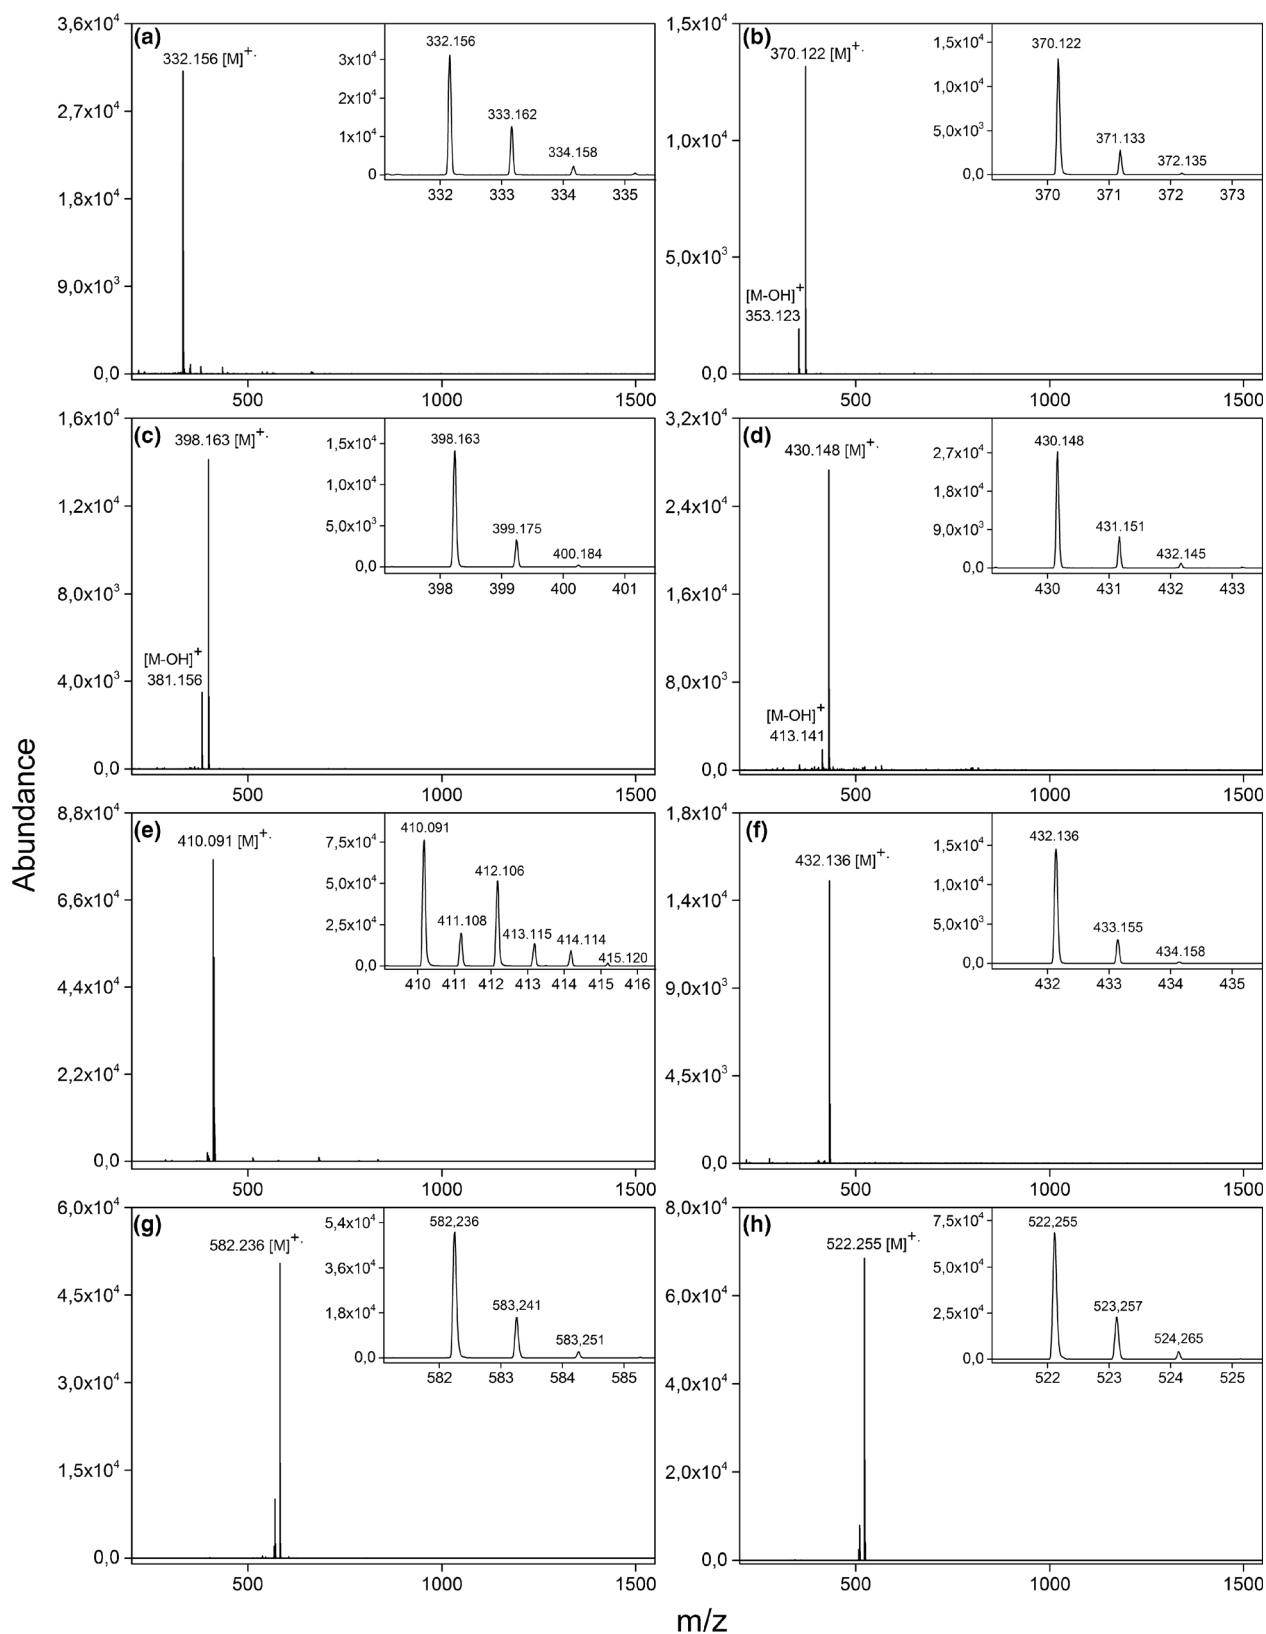 (a)
332.156 [M]+.
3,6x10⁴
2,7x10⁴
1,8x10⁴
9,0x10³
0,0
500 1000 1500
332.156
333.162
334.158
3x10⁴
2x10⁴
1x10⁴
0
332 333 334 335
(b)
370.122 [M]+.
[M-OH]+
353.123
1,5x10⁴
1,0x10⁴
5,0x10³
0,0
500 1000 1500
370.122
371.133
372.135
1,5x10⁴
1,0x10⁴
5,0x10³
0,0
370 371 372 373
(c)
398.163 [M]+.
[M-OH]+
381.156
1,6x10⁴
1,2x10⁴
8,0x10³
4,0x10³
0,0
500 1000 1500
398.163
399.175
400.184
1,5x10⁴
1,0x10⁴
5,0x10³
0,0
398 399 400 401
(d)
430.148 [M]+.
[M-OH]+
413.141
3,2x10⁴
2,4x10⁴
1,6x10⁴
8,0x10³
0,0
500 1000 1500
430.148
431.151
432.145
2,7x10⁴
1,8x10⁴
9,0x10³
0,0
430 431 432 433
(e)
410.091 [M]+.
8,8x10⁴
6,6x10⁴
4,4x10⁴
2,2x10⁴
0,0
500 1000 1500
410.091
411.108
412.106
413.115
414.114
415.120
7,5x10⁴
5,0x10⁴
2,5x10⁴
0,0
410 411 412 413 414 415 416
(f)
432.136 [M]+.
1,8x10⁴
1,4x10⁴
9,0x10³
4,5x10³
0,0
500 1000 1500
432.136
433.155
434.158
1,5x10⁴
1,0x10⁴
5,0x10³
0,0
432 433 434 435
(g)
582.236 [M]+.
6,0x10⁴
4,5x10⁴
3,0x10⁴
1,5x10⁴
0,0
500 1000 1500
582,236
583,241
583,251
5,4x10⁴
3,6x10⁴
1,8x10⁴
0,0
582 583 584 585
(h)
522.255 [M]+.
8,0x10⁴
6,0x10⁴
4,0x10⁴
2,0x10⁴
0,0
500 1000 1500
522,255
523,257
524,265
7,5x10⁴
5,0x10⁴
2,5x10⁴
0,0
522 523 524 525
Abundance
m/z